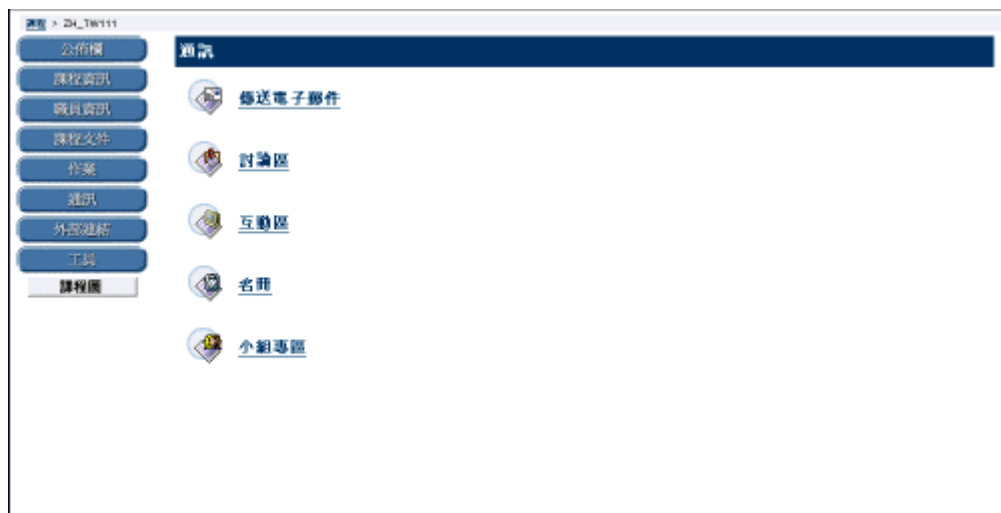 課程 > ZH_TW111
公佈欄
課程資訊
職員資訊
課程文件
作業
通訊
外部連結
工具
課程圖
通訊
傳送電子郵件
討論區
互動區
名冊
小組專區